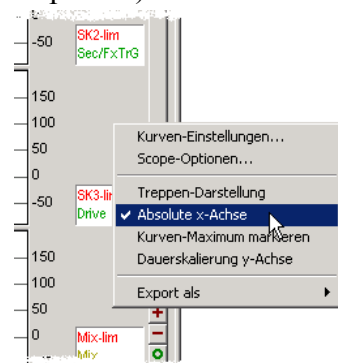 -50
SK2-lim
Sec/FxTrG
150
100
50
0
-50
SK3-lim
Drive
Kurven-Einstellungen...
Scope-Optionen...
Treppen-Darstellung
Absolute x-Achse
Kurven-Maximum markieren
Dauerskalierung y-Achse
Export als
150
100
50
0
Mix-lim
Mix